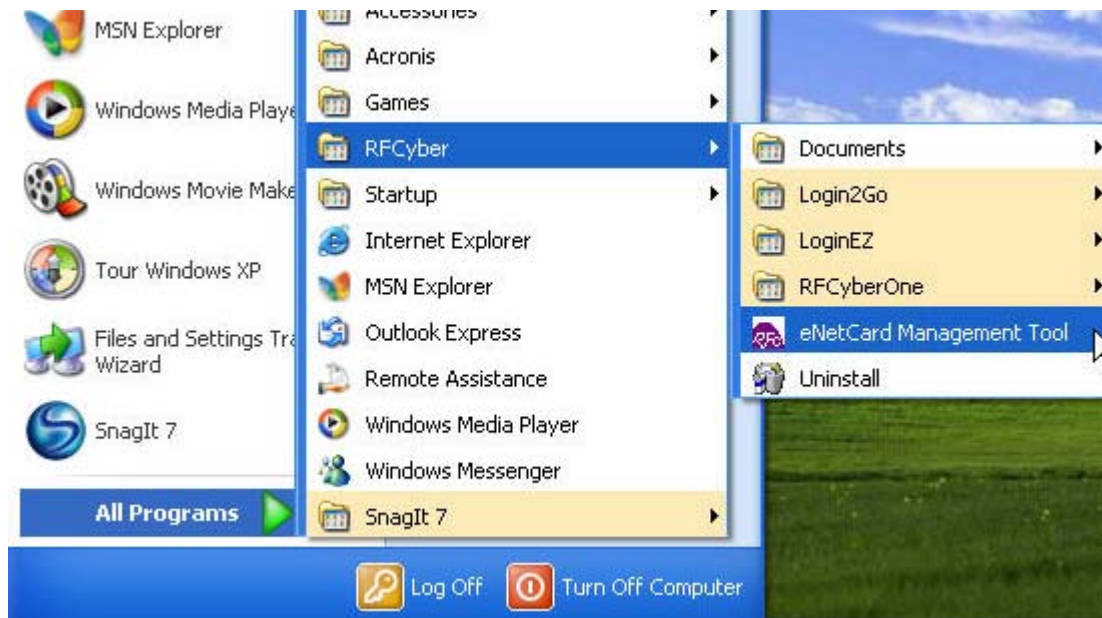 MSN Explorer
Windows Media Playe
Windows Movie Make
Tour Windows XP
Files and Settings Tra
Wizard
SnagIt 7
All Programs
Accessories
Acronis
Games
RFCyber
Startup
Internet Explorer
MSN Explorer
Outlook Express
Remote Assistance
Windows Media Player
Windows Messenger
SnagIt 7
Documents
Login2Go
LoginEZ
RFCyberOne
eNetCard Management Tool
Uninstall
Log Off
Turn Off Computer